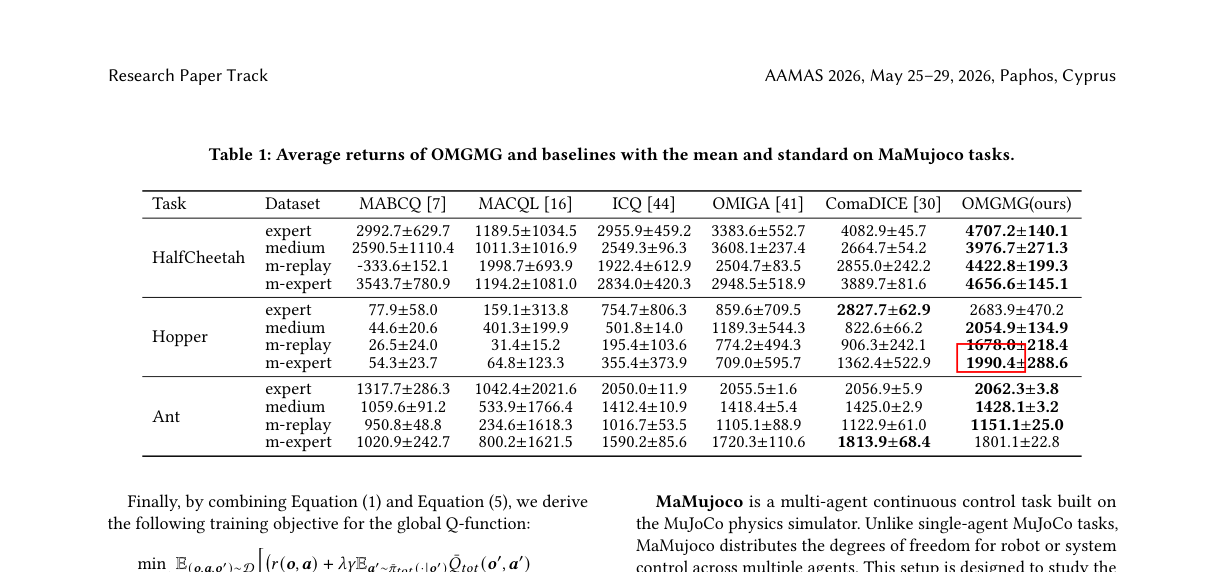 Research Paper Track
AAMAS 2026, May 25–29, 2026, Paphos, Cyprus
Table 1: Average returns of OMGMG and baselines with the mean and standard on MaMujoco tasks.
Task Dataset MABCQ [7] MACQL [16] ICQ [44] OMIGA [41] ComaDICE [30] OMGMG(ours)
HalfCheetah
expert 2992.7±629.7 1189.5±1034.5 2955.9±459.2 3383.6±552.7 4082.9±45.7 4707.2±140.1
medium 2590.5±1110.4 1011.3±1016.9 2549.3±96.3 3608.1±237.4 2664.7±54.2 3976.7±271.3
m-replay -333.6±152.1 1998.7±693.9 1922.4±612.9 2504.7±83.5 2855.0±242.2 4422.8±199.3
m-expert 3543.7±780.9 1194.2±1081.0 2834.0±420.3 2948.5±518.9 3889.7±81.6 4656.6±145.1
Hopper
expert 77.9±58.0 159.1±313.8 754.7±806.3 859.6±709.5 2827.7±62.9 2683.9±470.2
medium 44.6±20.6 401.3±199.9 501.8±14.0 1189.3±544.3 822.6±66.2 2054.9±134.9
m-replay 26.5±24.0 31.4±15.2 195.4±103.6 774.2±494.3 906.3±242.1 1678.0±218.4
m-expert 54.3±23.7 64.8±123.3 355.4±373.9 709.0±595.7 1362.4±522.9 1990.4±288.6
Ant
expert 1317.7±286.3 1042.4±2021.6 2050.0±11.9 2055.5±1.6 2056.9±5.9 2062.3±3.8
medium 1059.6±91.2 533.9±1766.4 1412.4±10.9 1418.4±5.4 1425.0±2.9 1428.1±3.2
m-replay 950.8±48.8 234.6±1618.3 1016.7±53.5 1105.1±88.9 1122.9±61.0 1151.1±25.0
m-expert 1020.9±242.7 800.2±1621.5 1590.2±85.6 1720.3±110.6 1813.9±68.4 1801.1±22.8
Finally, by combining Equation (1) and Equation (5), we derive
the following training objective for the global Q-function:
min 𝔼(o,a,o′)∼𝒟[(r(o, a) + λγ𝔼a′∼π̄tot(·|o′)Q̄tot(o′, a′)
MaMujoco is a multi-agent continuous control task built on
the MuJoCo physics simulator. Unlike single-agent MuJoCo tasks,
MaMujoco distributes the degrees of freedom for robot or system
control across multiple agents. This setup is designed to study the